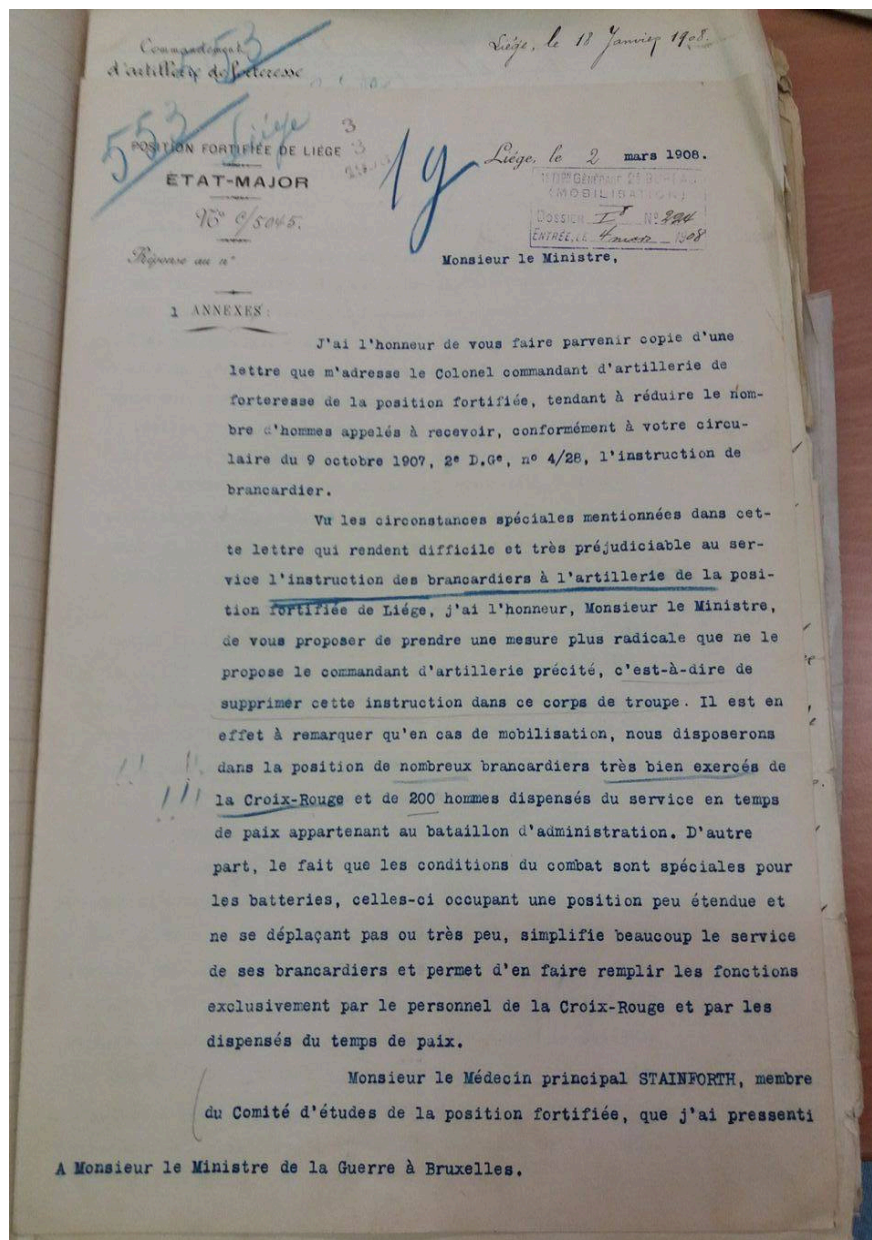 Commandement
d'artillerie de forteresse
Liége, le 18 Janvier 1908.
553
553 Liége
POSITION FORTIFIÉE DE LIÉGE
3
3
ÉTAT-MAJOR
19
Liége, le 2 mars 1908.
(MOBILISATION)
DOSSIER I N° 224
ENTRÉE, LE 4 mars 1908
N° C/5045.
Réponse au n°
Monsieur le Ministre,
1 ANNEXES:
J'ai l'honneur de vous faire parvenir copie d'une
lettre que m'adresse le Colonel commandant d'artillerie de
forteresse de la position fortifiée, tendant à réduire le nom-
bre d'hommes appelés à recevoir, conformément à votre circu-
laire du 9 octobre 1907, 2e D.Ge, no 4/28, l'instruction de
brancardier.
Vu les circonstances spéciales mentionnées dans cet-
te lettre qui rendent difficile et très préjudiciable au ser-
vice l'instruction des brancardiers à l'artillerie de la posi-
tion fortifiée de Liége, j'ai l'honneur, Monsieur le Ministre,
de vous proposer de prendre une mesure plus radicale que ne le
propose le commandant d'artillerie précité, c'est-à-dire de
supprimer cette instruction dans ce corps de troupe. Il est en
effet à remarquer qu'en cas de mobilisation, nous disposerons
dans la position de nombreux brancardiers très bien exercés de
la Croix-Rouge et de 200 hommes dispensés du service en temps
de paix appartenant au bataillon d'administration. D'autre
part, le fait que les conditions du combat sont spéciales pour
les batteries, celles-ci occupant une position peu étendue et
ne se déplaçant pas ou très peu, simplifie beaucoup le service
de ses brancardiers et permet d'en faire remplir les fonctions
exclusivement par le personnel de la Croix-Rouge et par les
dispensés du temps de paix.
Monsieur le Médecin principal STAINFORTH, membre
du Comité d'études de la position fortifiée, que j'ai pressenti
A Monsieur le Ministre de la Guerre à Bruxelles.